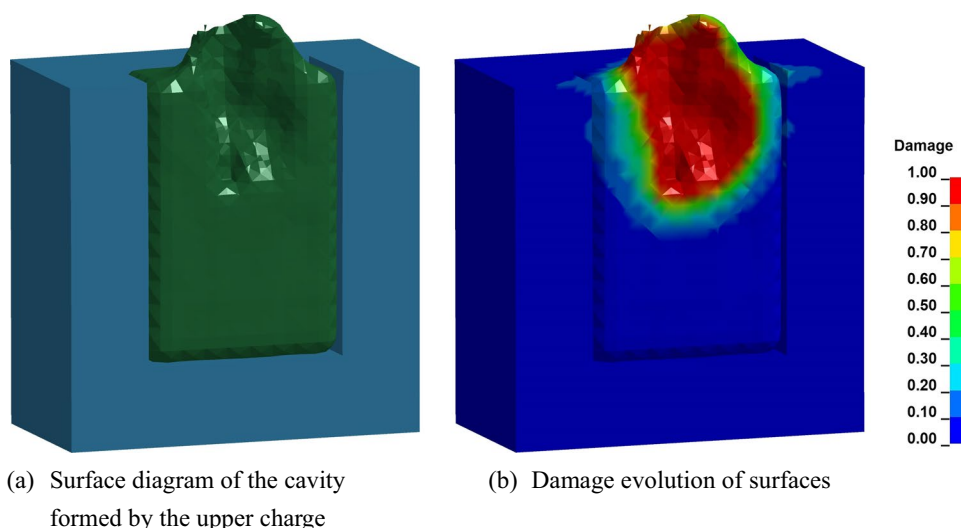 Damage
1.00
0.90
0.80
0.70
0.60
0.50
0.40
0.30
0.20
0.10
0.00
(a) Surface diagram of the cavity
formed by the upper charge
(b) Damage evolution of surfaces